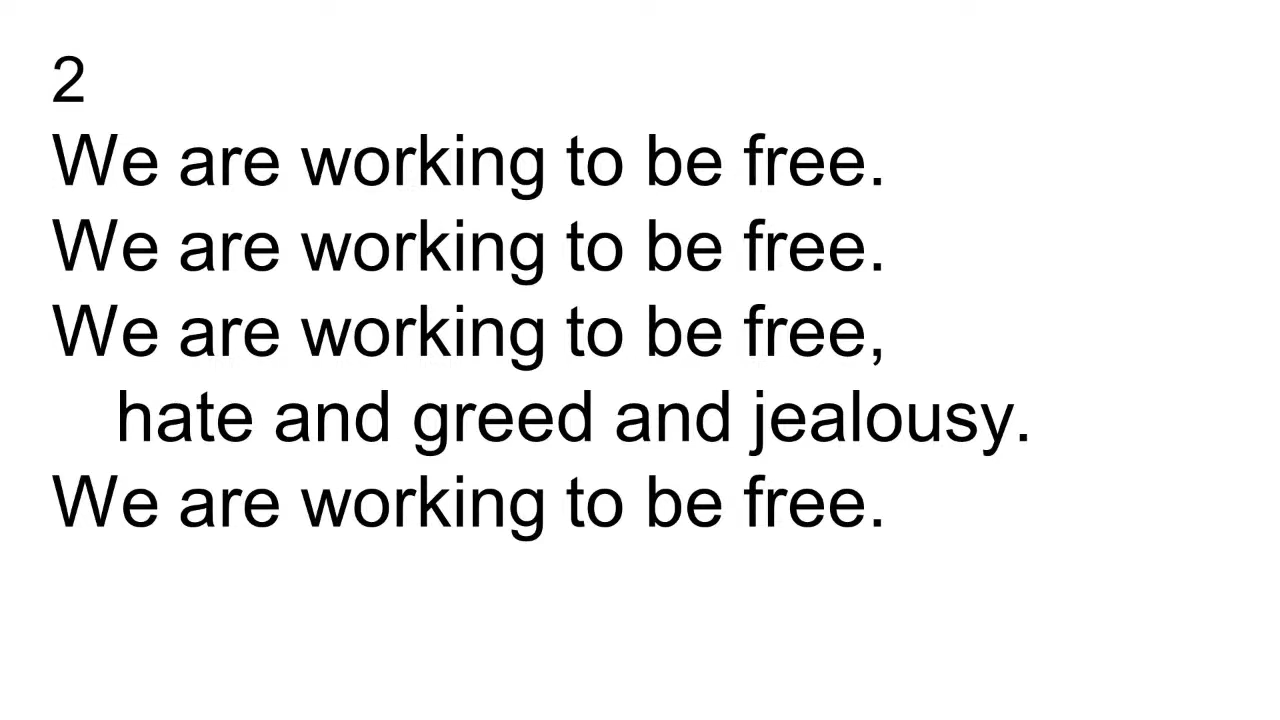 2
We are working to be free.
We are working to be free.
We are working to be free,
hate and greed and jealousy.
We are working to be free.